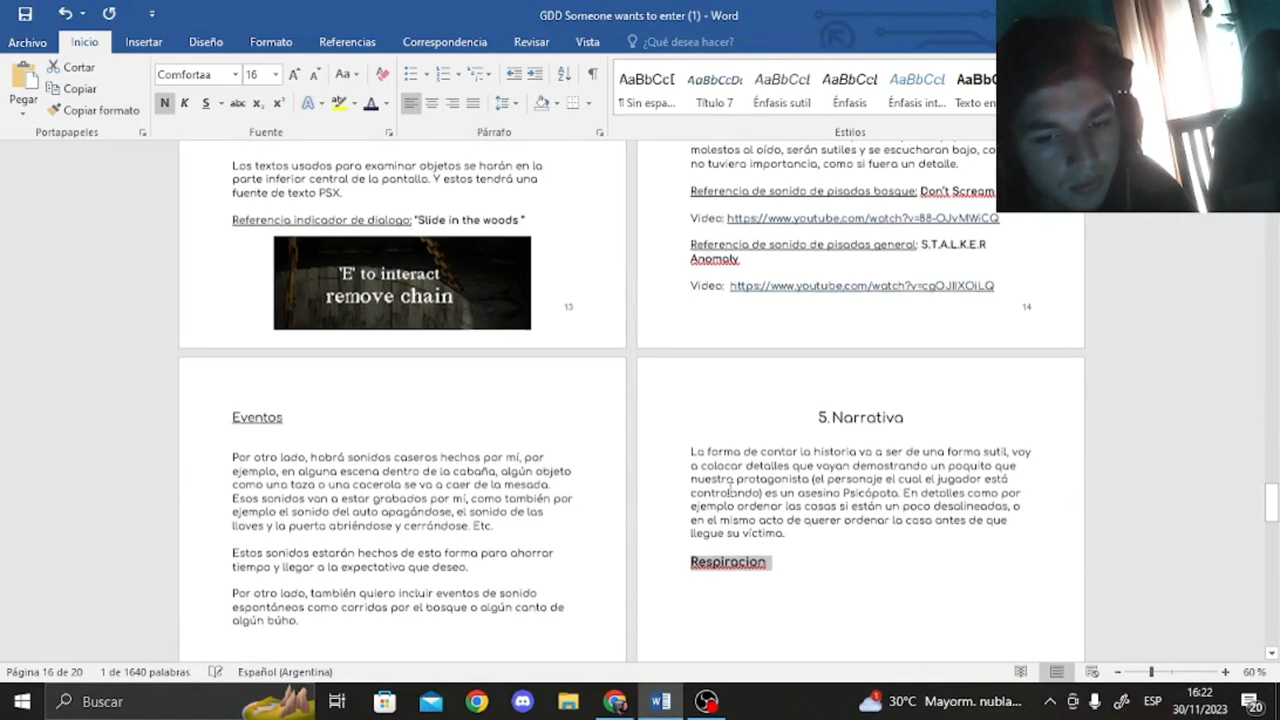 GDD Someone wants to enter (1) - Word
Archivo Inicio Insertar Diseño Formato Referencias Correspondencia Revisar Vista ¿Qué desea hacer?
Pegar
Cortar
Copiar
Copiar formato
Portapapeles
Comfortaa 16
Fuente
Párrafo
AaBbCcD AaBbCcDc AaBbCcL AaBbCcL AaBbCcL AaBbC
¶ Sin espa... Título 7 Énfasis sutil Énfasis Énfasis int... Texto en
Estilos
Los textos usados para examinar objetos se harán en la
parte inferior central de la pantalla. Y estos tendrá una
fuente de texto PSX.
Referencia indicador de dialogo: "Slide in the woods "
'E' to interact
remove chain
13
molestos al oído, serán sutiles y se escucharan bajo, co
no tuviera importancia, como si fuera un detalle.
Referencia de sonido de pisadas bosque: Don't Scream
Video: https://www.youtube.com/watch?v=88-OJvMWiCQ
Referencia de sonido de pisadas general: S.T.A.L.K.E.R
Anomoly
Video: https://www.youtube.com/watch?v=cgOJIlXOiLQ
14
Eventos
Por otro lado, habrá sonidos caseros hechos por mí, por
ejemplo, en alguna escena dentro de la cabaña, algún objeto
como una taza o una cacerola se va a caer de la mesada.
Esos sonidos van a estar grabados por mí, como también por
ejemplo el sonido del auto apagándose, el sonido de las
llaves y la puerta abriéndose y cerrándose. Etc.
Estos sonidos estarán hechos de esta forma para ahorrar
tiempo y llegar a la expectativa que deseo.
Por otro lado, también quiero incluir eventos de sonido
espontáneos como corridas por el bosque o algún canto de
algún búho.
5. Narrativa
La forma de contar la historia va a ser de una forma sutil, voy
a colocar detalles que vayan demostrando un poquito que
nuestro protagonista (el personaje el cual el jugador está
controlando) es un asesino Psicópata. En detalles como por
ejemplo ordenar las cosas si están un poco desalineadas, o
en el mismo acto de querer ordenar la casa antes de que
llegue su víctima.
Respiracion
Página 16 de 20 1 de 1640 palabras Español (Argentina) 60 %
Buscar
30°C Mayorm. nubla... ESP 16:22
30/11/2023
20